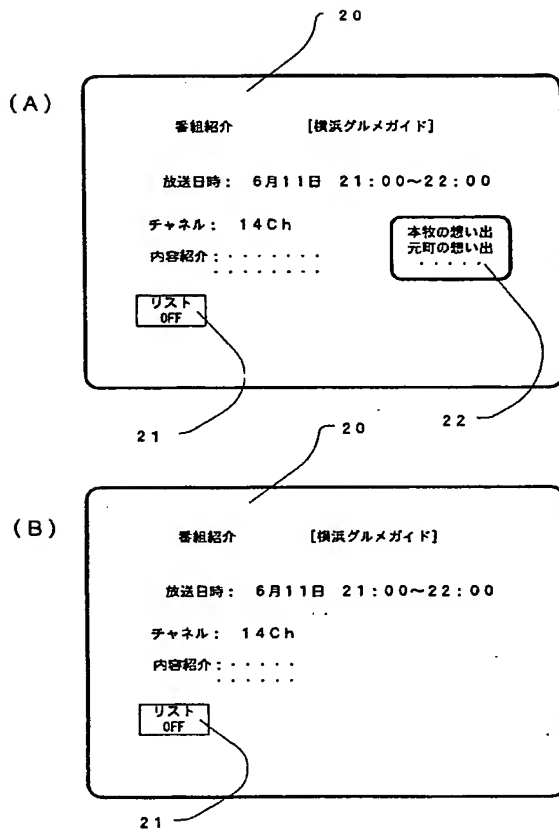 20
(A)
番組紹介 [横浜グルメガイド]
放送日時: 6月11日 21:00~22:00
チャネル: 14Ch
内容紹介:・・・・・・・
・・・・・・・・
本牧の想い出
元町の想い出
・・・・・
リスト
OFF
21
22
20
(B)
番組紹介 [横浜グルメガイド]
放送日時: 6月11日 21:00~22:00
チャネル: 14Ch
内容紹介:・・・・・・
・・・・・・
リスト
OFF
21